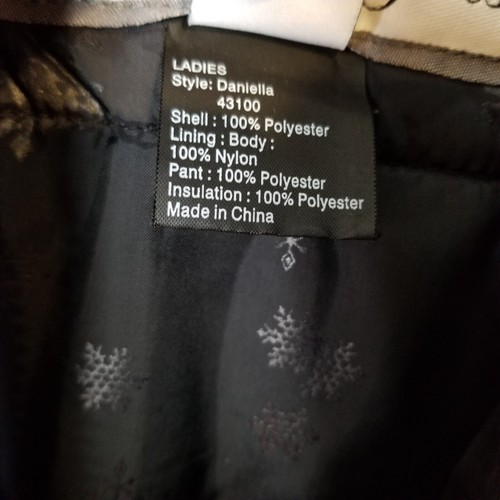 LADIES
Style: Daniella
43100
Shell : 100% Polyester
Lining : Body :
100% Nylon
Pant : 100% Polyester
Insulation : 100% Polyester
Made in China